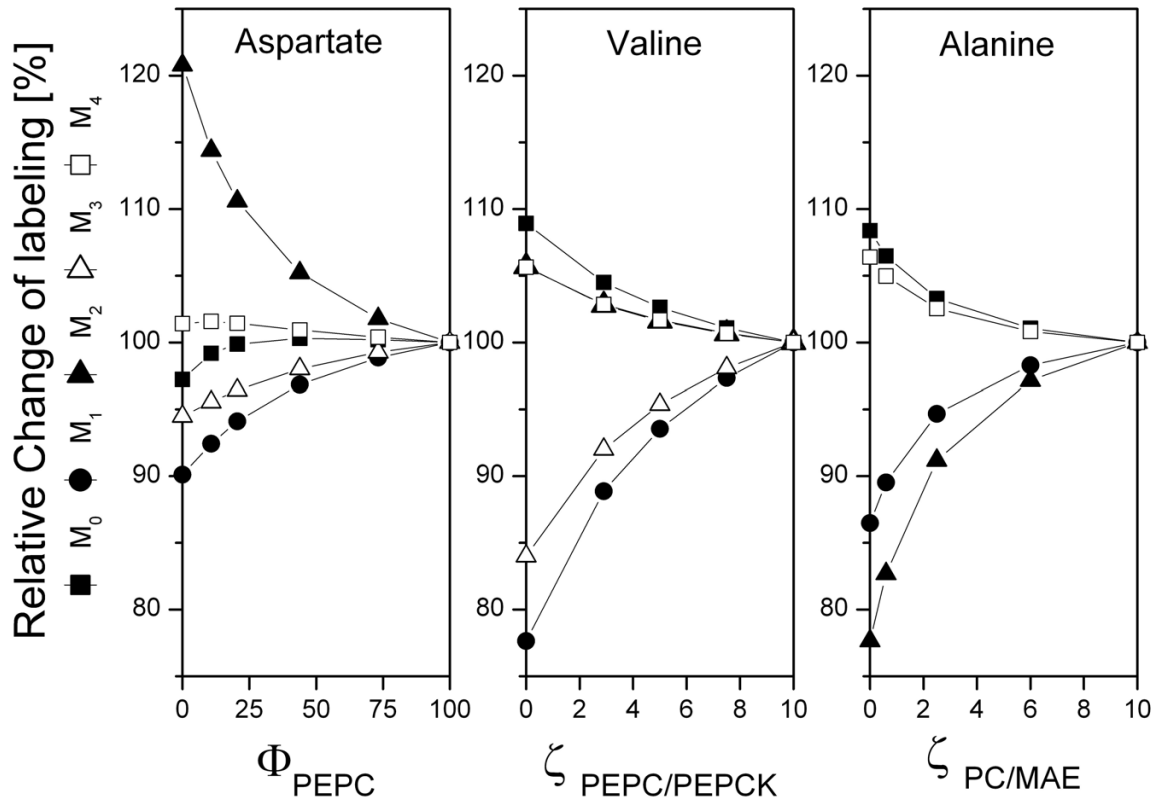 Relative Change of labeling [%]
M0 M1 M2 M3 M4
Aspartate
120
110
100
90
80
0 25 50 75 100
ΦPEPC
Valine
120
110
100
90
80
0 2 4 6 8 10
ζ PEPC/PEPCK
Alanine
120
110
100
90
80
0 2 4 6 8 10
ζ PC/MAE